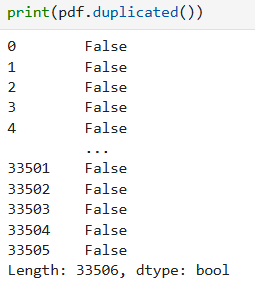 print(pdf.duplicated())
0        False
1        False
2        False
3        False
4        False
         ...
33501    False
33502    False
33503    False
33504    False
33505    False
Length: 33506, dtype: bool